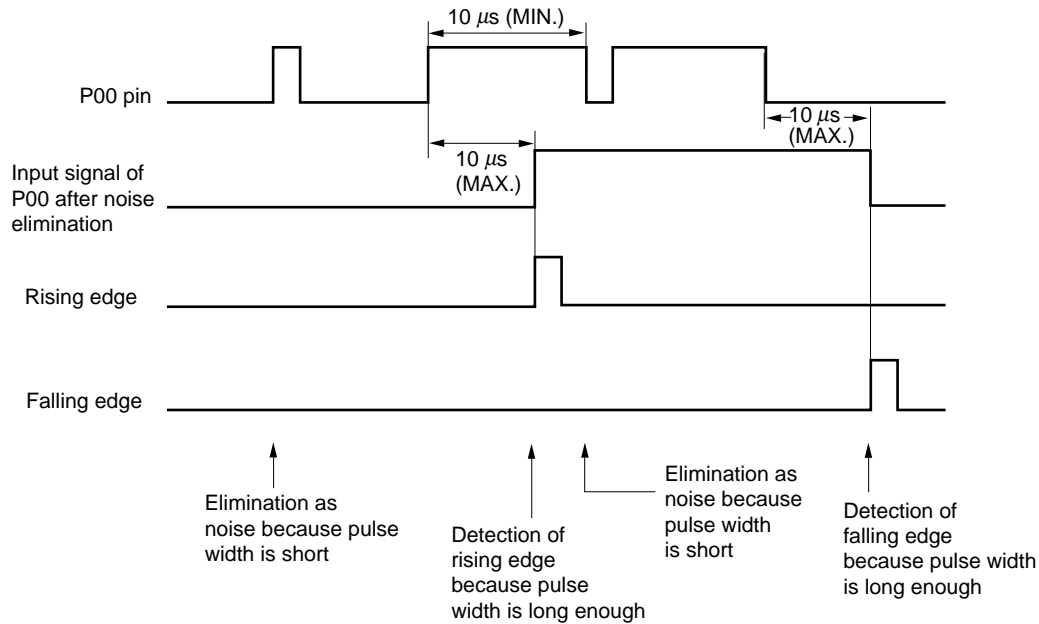 10 μs (MIN.)
P00 pin
10 μs
(MAX.)
10 μs
(MAX.)
Input signal of
P00 after noise
elimination
Rising edge
Falling edge
Elimination as
noise because pulse
width is short
Detection of
rising edge
because pulse
width is long enough
Elimination as
noise because
pulse width
is short
Detection of
falling edge
because pulse width
is long enough